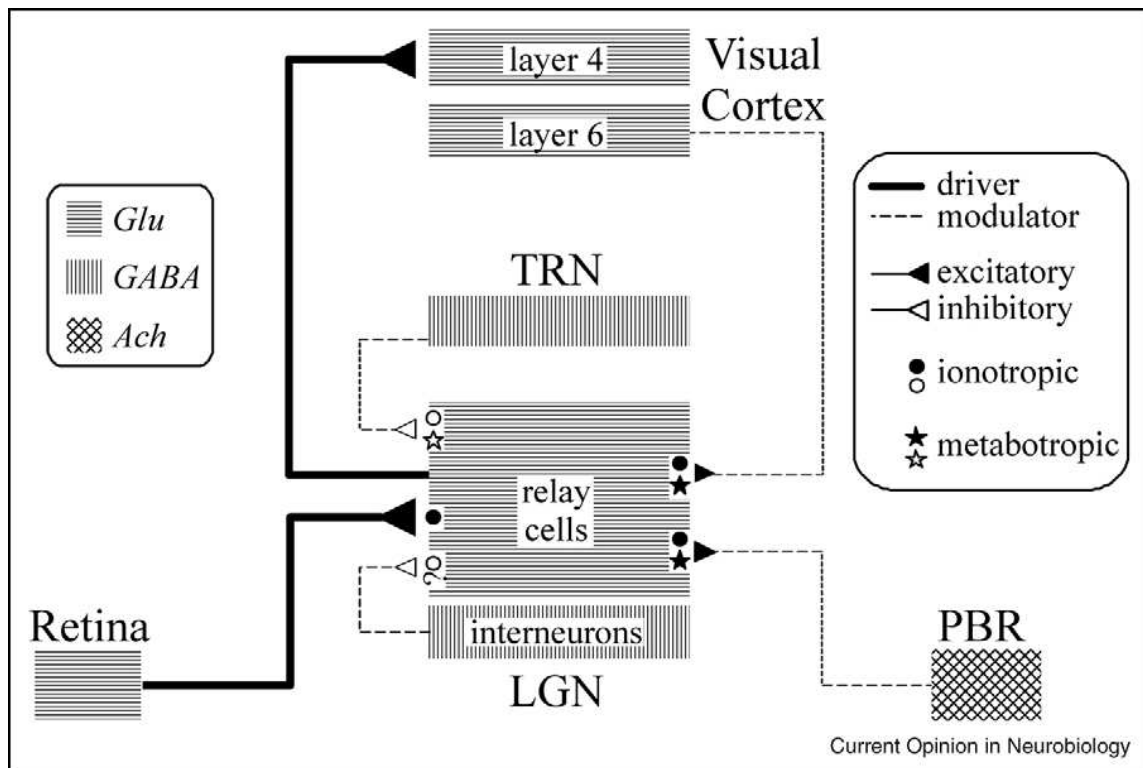 layer 4
layer 6
Visual
Cortex
Glu
GABA
Ach
driver
modulator
excitatory
inhibitory
ionotropic
metabotropic
TRN
relay
cells
?
interneurons
LGN
Retina
PBR
Current Opinion in Neurobiology